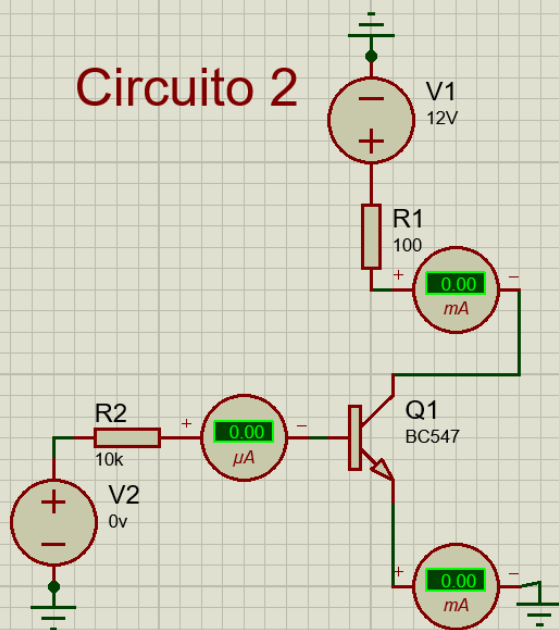 Circuito 2
V1
12V
R1
100
+
−
0.00
mA
R2
10k
+
−
0.00
µA
Q1
BC547
V2
0v
+
−
0.00
mA